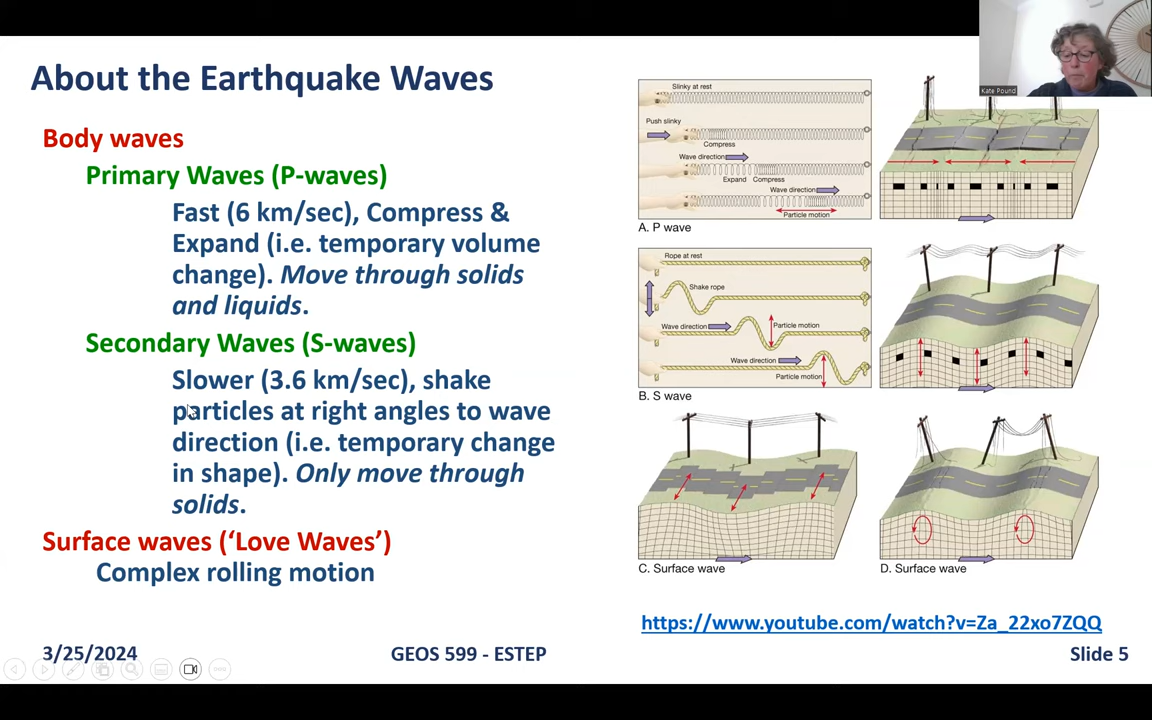 About the Earthquake Waves
Body waves
Primary Waves (P-waves)
Fast (6 km/sec), Compress &
Expand (i.e. temporary volume
change). Move through solids
and liquids.
Secondary Waves (S-waves)
Slower (3.6 km/sec), shake
particles at right angles to wave
direction (i.e. temporary change
in shape). Only move through
solids.
Surface waves (‘Love Waves’)
Complex rolling motion
Kate Pound
Slinky at rest
Push slinky
Compress
Wave direction
Expand
Compress
Wave direction
Particle motion
A. P wave
Rope at rest
Shake rope
Wave direction
Particle motion
Wave direction
Particle motion
B. S wave
C. Surface wave
D. Surface wave
https://www.youtube.com/watch?v=Za_22xo7ZQQ
3/25/2024
GEOS 599 - ESTEP
Slide 5